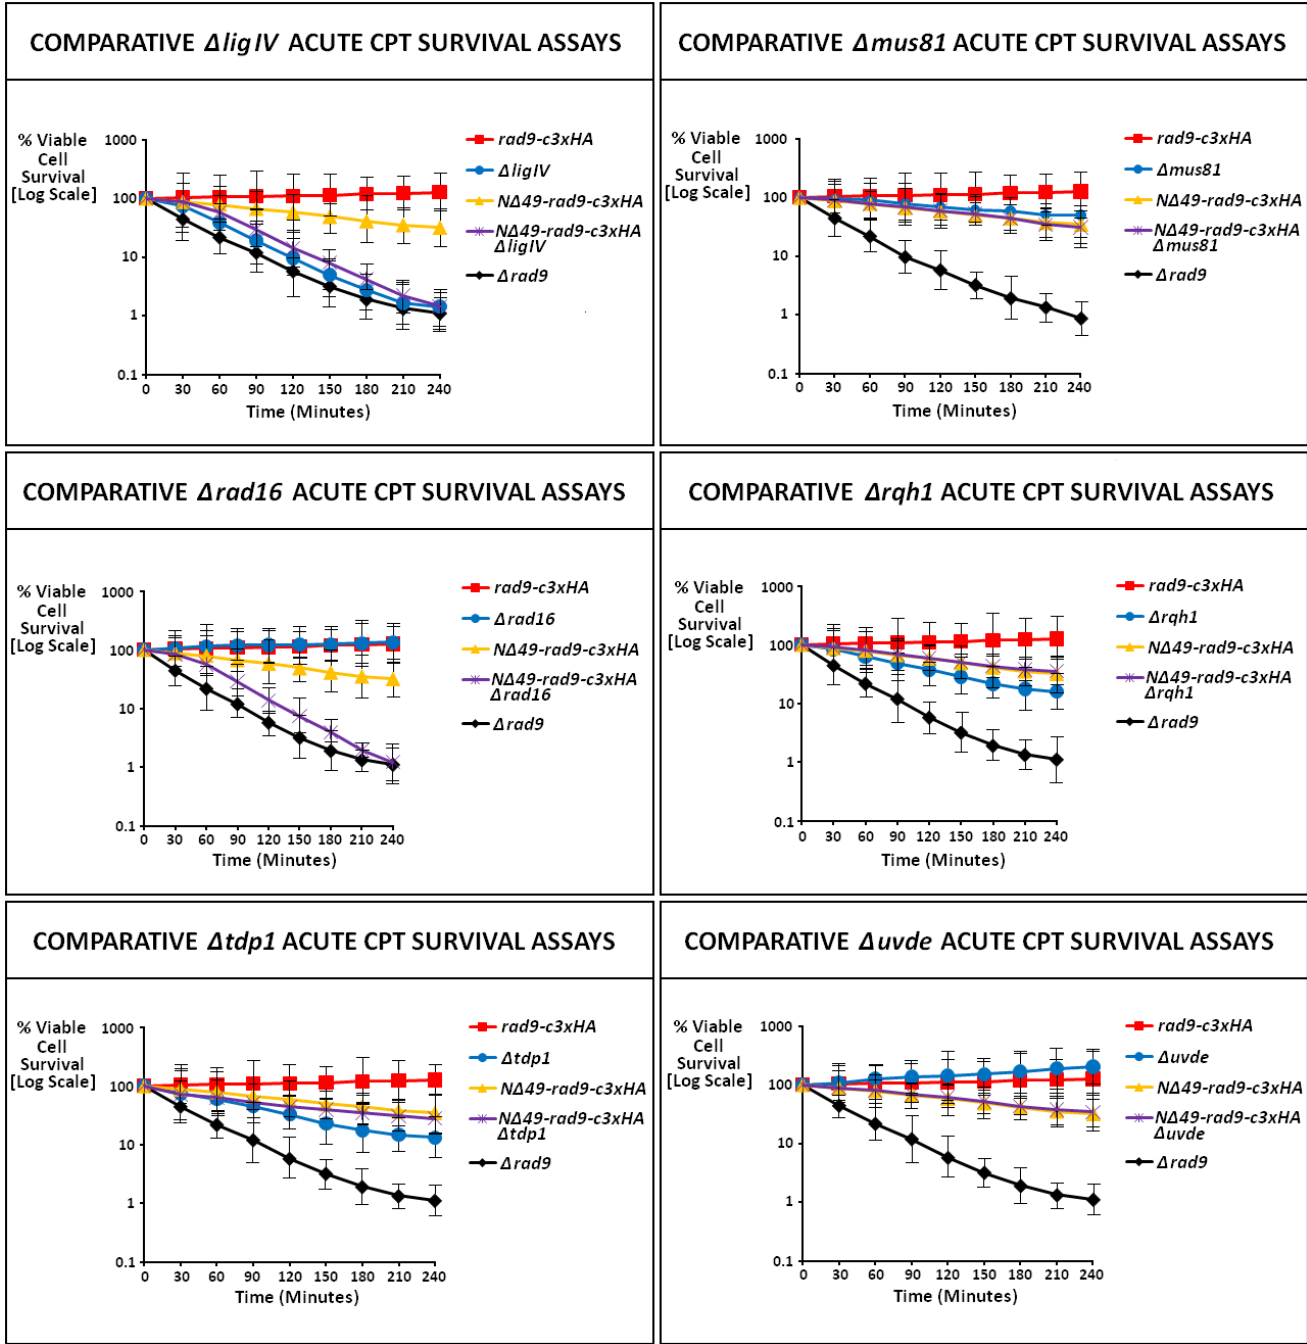 COMPARATIVE ΔligIV ACUTE CPT SURVIVAL ASSAYS
% Viable
Cell
Survival
[Log Scale]
1000
100
10
1
0.1
0 30 60 90 120 150 180 210 240
Time (Minutes)
rad9-c3xHA
ΔligIV
NΔ49-rad9-c3xHA
NΔ49-rad9-c3xHA
ΔligIV
Δrad9
COMPARATIVE Δmus81 ACUTE CPT SURVIVAL ASSAYS
% Viable
Cell
Survival
[Log Scale]
1000
100
10
1
0.1
0 30 60 90 120 150 180 210 240
Time (Minutes)
rad9-c3xHA
Δmus81
NΔ49-rad9-c3xHA
NΔ49-rad9-c3xHA
Δmus81
Δrad9
COMPARATIVE Δrad16 ACUTE CPT SURVIVAL ASSAYS
% Viable
Cell
Survival
[Log Scale]
1000
100
10
1
0.1
0 30 60 90 120 150 180 210 240
Time (Minutes)
rad9-c3xHA
Δrad16
NΔ49-rad9-c3xHA
NΔ49-rad9-c3xHA
Δrad16
Δrad9
COMPARATIVE Δrqh1 ACUTE CPT SURVIVAL ASSAYS
% Viable
Cell
Survival
[Log Scale]
1000
100
10
1
0.1
0 30 60 90 120 150 180 210 240
Time (Minutes)
rad9-c3xHA
Δrqh1
NΔ49-rad9-c3xHA
NΔ49-rad9-c3xHA
Δrqh1
Δrad9
COMPARATIVE Δtdp1 ACUTE CPT SURVIVAL ASSAYS
% Viable
Cell
Survival
[Log Scale]
1000
100
10
1
0.1
0 30 60 90 120 150 180 210 240
Time (Minutes)
rad9-c3xHA
Δtdp1
NΔ49-rad9-c3xHA
NΔ49-rad9-c3xHA
Δtdp1
Δrad9
COMPARATIVE Δuvde ACUTE CPT SURVIVAL ASSAYS
% Viable
Cell
Survival
[Log Scale]
1000
100
10
1
0.1
0 30 60 90 120 150 180 210 240
Time (Minutes)
rad9-c3xHA
Δuvde
NΔ49-rad9-c3xHA
NΔ49-rad9-c3xHA
Δuvde
Δrad9